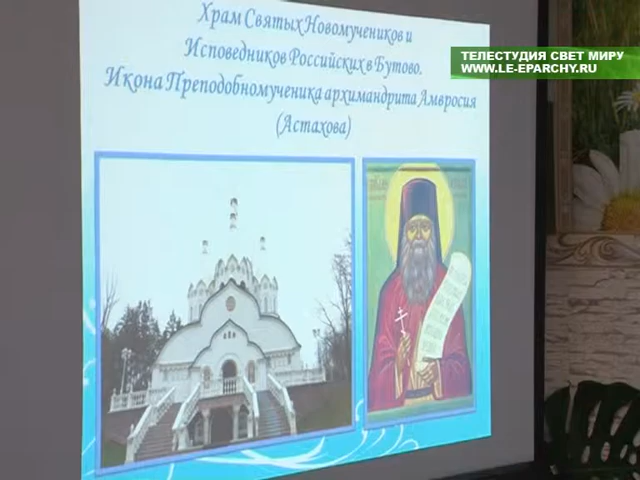 Храм Святых Новомучеников и
Исповедников Российских в Бутово.
Икона Преподобномученика архимандрита Амвросия
(Астахова)
ТЕЛЕСТУДИЯ СВЕТ МИРУ
WWW.LE-EPARCHY.RU